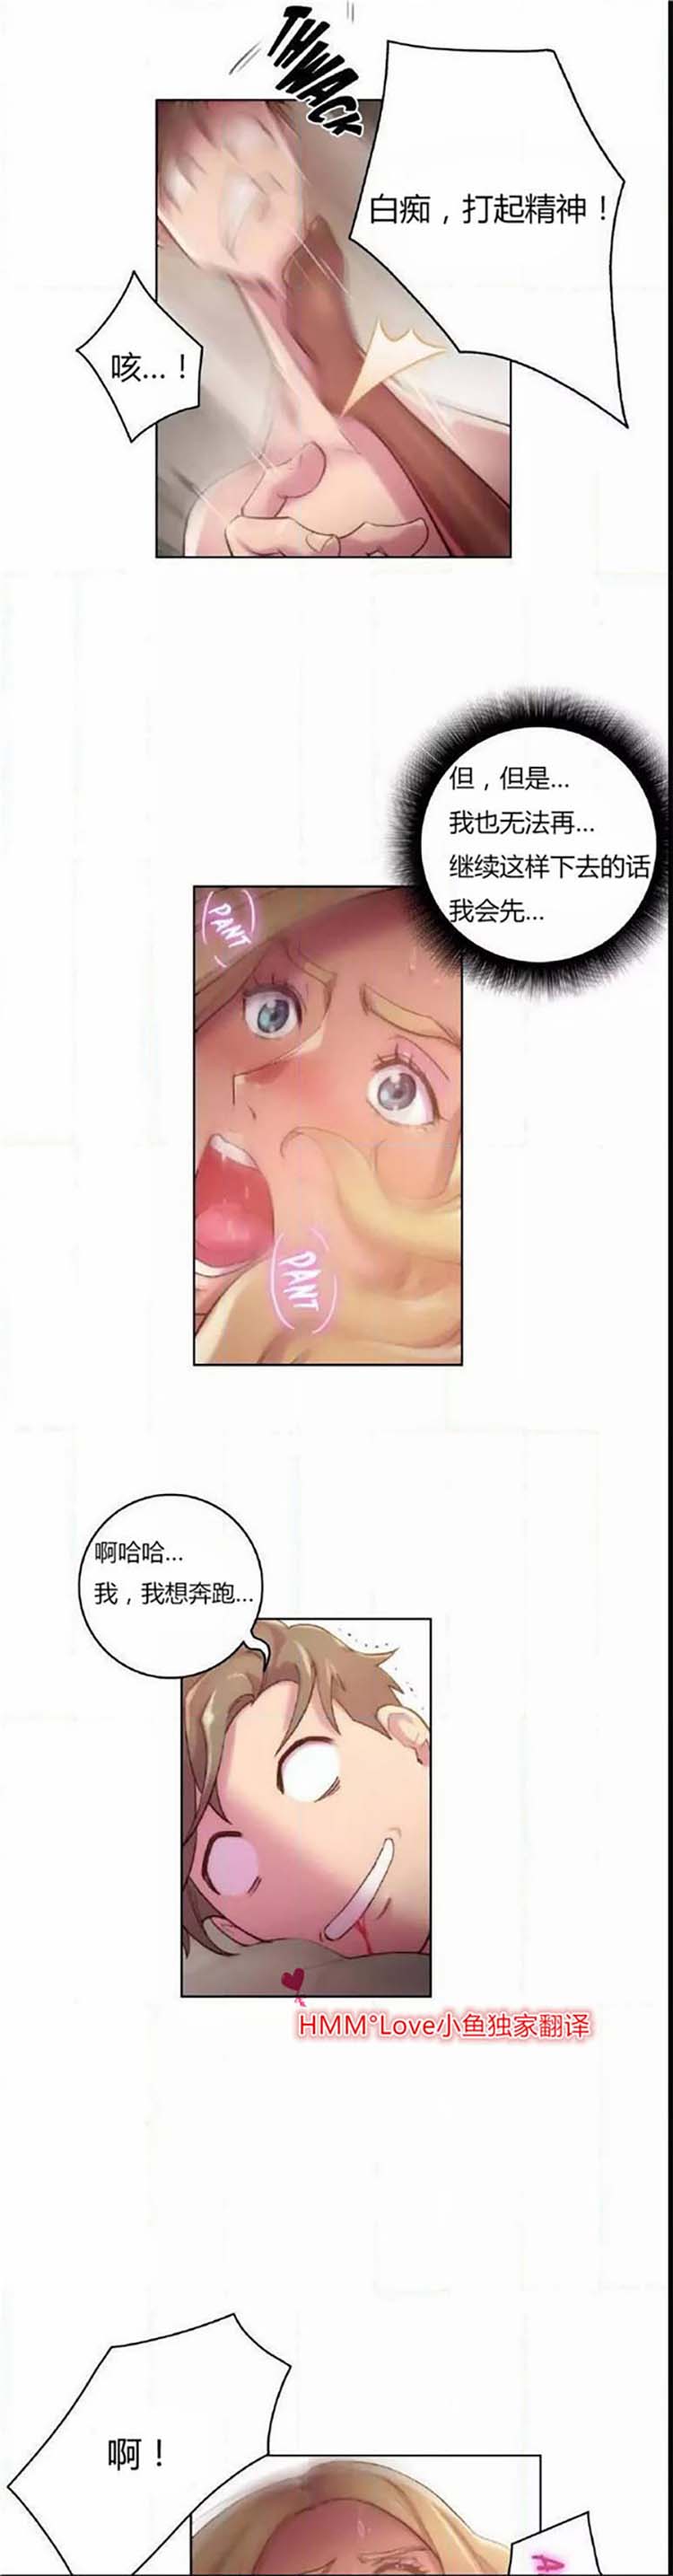 THWACK
白痴，打起精神！
咳...！
但，但是...
我也无法再...
继续这样下去的话
我会先...
PANT
PANT
啊哈哈...
我，我想奔跑...
HMM°Love小鱼独家翻译
啊！
A